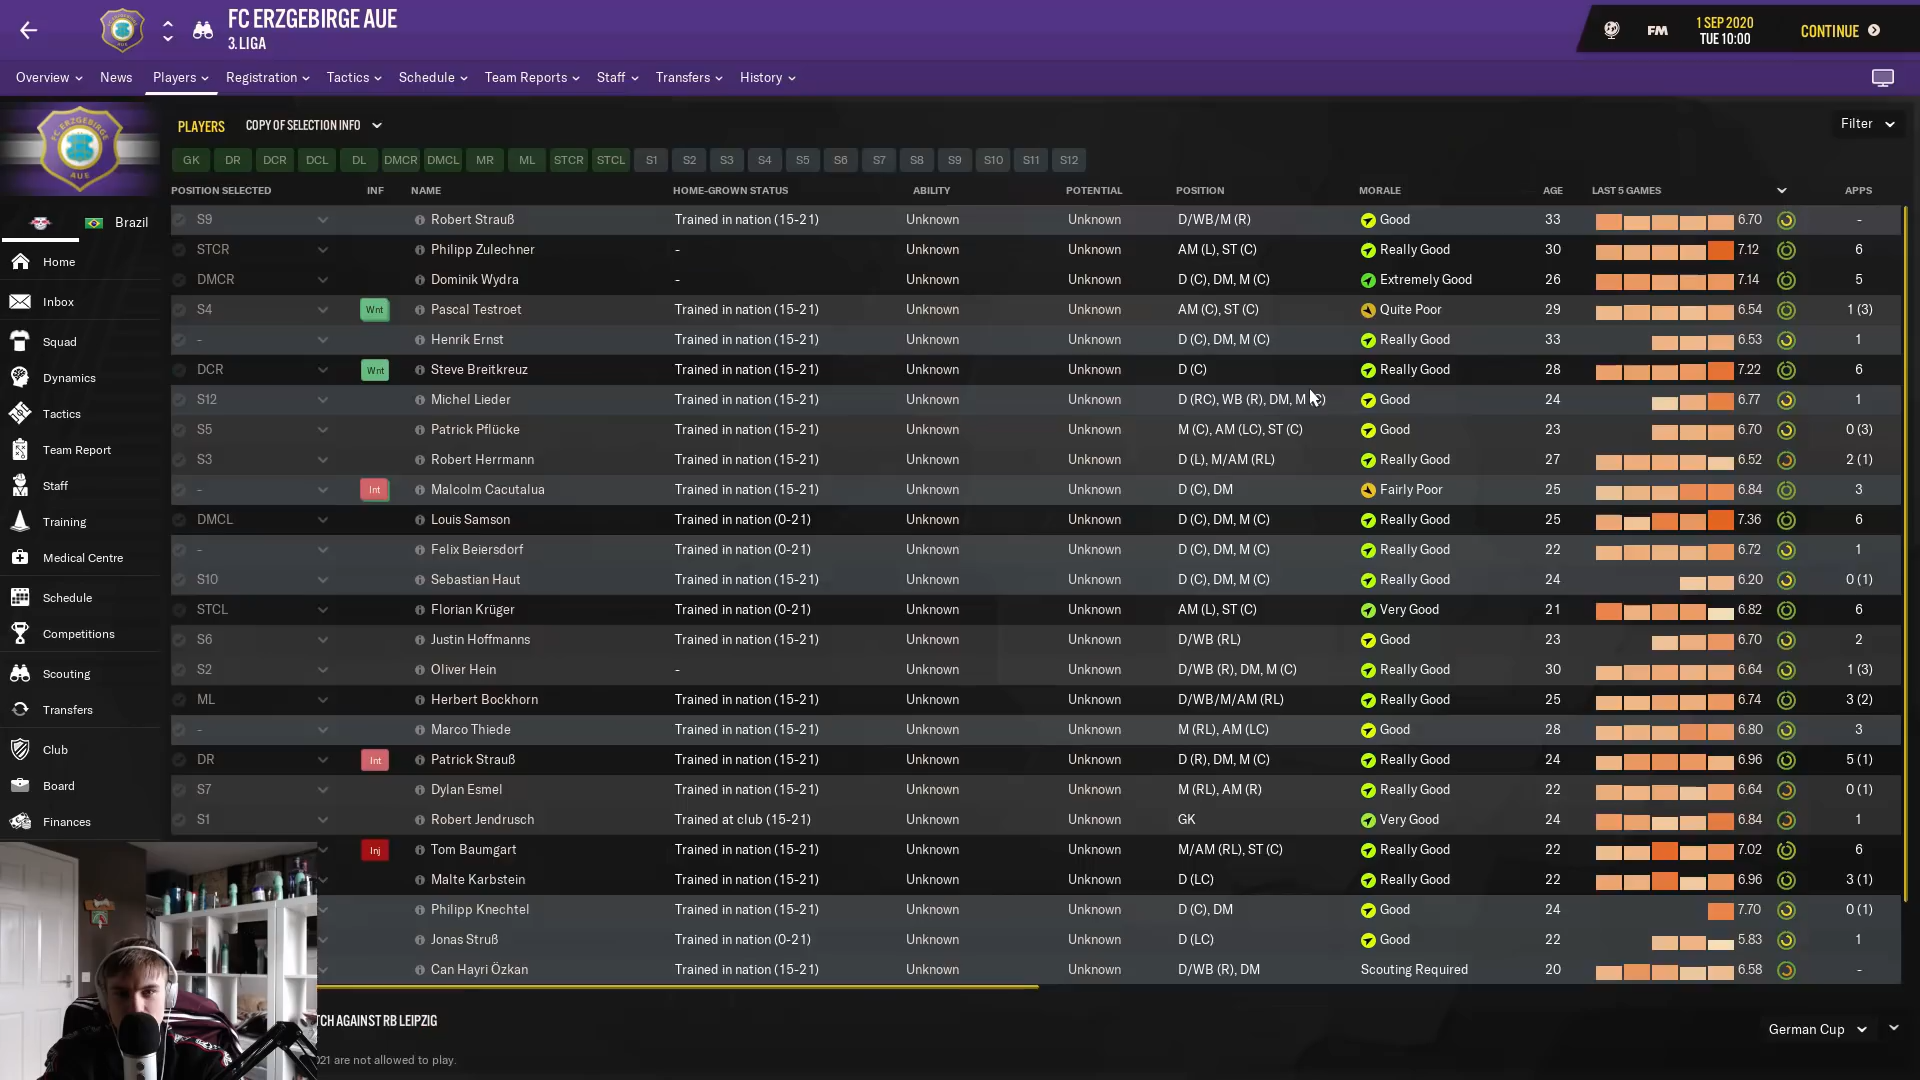 FC ERZGEBIRGE AUE
3. LIGA
FM
1 SEP 2020
TUE 10:00
CONTINUE
Overview News Players Registration Tactics Schedule Team Reports Staff Transfers History
Brazil
Home
Inbox
Squad
Dynamics
Tactics
Team Report
Staff
Training
Medical Centre
Schedule
Competitions
Scouting
Transfers
Club
Board
Finances
PLAYERS COPY OF SELECTION INFO Filter
GK DR DCR DCL DL DMCR DMCL MR ML STCR STCL S1 S2 S3 S4 S5 S6 S7 S8 S9 S10 S11 S12
POSITION SELECTED INF NAME HOME-GROWN STATUS ABILITY POTENTIAL POSITION MORALE AGE LAST 5 GAMES APPS
S9 Robert Strauß Trained in nation (15-21) Unknown Unknown D/WB/M (R) Good 33 6.70 -
STCR Philipp Zulechner - Unknown Unknown AM (L), ST (C) Really Good 30 7.12 6
DMCR Dominik Wydra - Unknown Unknown D (C), DM, M (C) Extremely Good 26 7.14 5
S4 Wnt Pascal Testroet Trained in nation (15-21) Unknown Unknown AM (C), ST (C) Quite Poor 29 6.54 1 (3)
- Henrik Ernst Trained in nation (15-21) Unknown Unknown D (C), DM, M (C) Really Good 33 6.53 1
DCR Wnt Steve Breitkreuz Trained in nation (15-21) Unknown Unknown D (C) Really Good 28 7.22 6
S12 Michel Lieder Trained in nation (15-21) Unknown Unknown D (RC), WB (R), DM, M Good 24 6.77 1
S5 Patrick Pflücke Trained in nation (15-21) Unknown Unknown M (C), AM (LC), ST (C) Good 23 6.70 0 (3)
S3 Robert Herrmann Trained in nation (15-21) Unknown Unknown D (L), M/AM (RL) Really Good 27 6.52 2 (1)
- Int Malcolm Cacutalua Trained in nation (15-21) Unknown Unknown D (C), DM Fairly Poor 25 6.84 3
DMCL Louis Samson Trained in nation (0-21) Unknown Unknown D (C), DM, M (C) Really Good 25 7.36 6
- Felix Beiersdorf Trained in nation (0-21) Unknown Unknown D (C), DM, M (C) Really Good 22 6.72 1
S10 Sebastian Haut Trained in nation (15-21) Unknown Unknown D (C), DM, M (C) Really Good 24 6.20 0 (1)
STCL Florian Krüger Trained in nation (0-21) Unknown Unknown AM (L), ST (C) Very Good 21 6.82 6
S6 Justin Hoffmanns Trained in nation (15-21) Unknown Unknown D/WB (RL) Good 23 6.70 2
S2 Oliver Hein - Unknown Unknown D/WB (R), DM, M (C) Really Good 30 6.64 1 (3)
ML Herbert Bockhorn Trained in nation (15-21) Unknown Unknown D/WB/M/AM (RL) Really Good 25 6.74 3 (2)
- Marco Thiede Trained in nation (15-21) Unknown Unknown M (RL), AM (LC) Good 28 6.80 3
DR Int Patrick Strauß Trained in nation (15-21) Unknown Unknown D (R), DM, M (C) Really Good 24 6.96 5 (1)
S7 Dylan Esmel Trained in nation (15-21) Unknown Unknown M (RL), AM (R) Really Good 22 6.64 0 (1)
S1 Robert Jendrusch Trained at club (15-21) Unknown Unknown GK Very Good 24 6.84 1
Inj Tom Baumgart Trained in nation (15-21) Unknown Unknown M/AM (RL), ST (C) Really Good 22 7.02 6
Malte Karbstein Trained in nation (15-21) Unknown Unknown D (LC) Really Good 22 6.96 3 (1)
Philipp Knechtel Trained in nation (15-21) Unknown Unknown D (C), DM Good 24 7.70 0 (1)
Jonas Struß Trained in nation (0-21) Unknown Unknown D (LC) Good 22 5.83 1
Can Hayri Özkan Trained in nation (15-21) Unknown Unknown D/WB (R), DM Scouting Required 20 6.58 -
TCH AGAINST RB LEIPZIG
German Cup
021 are not allowed to play.